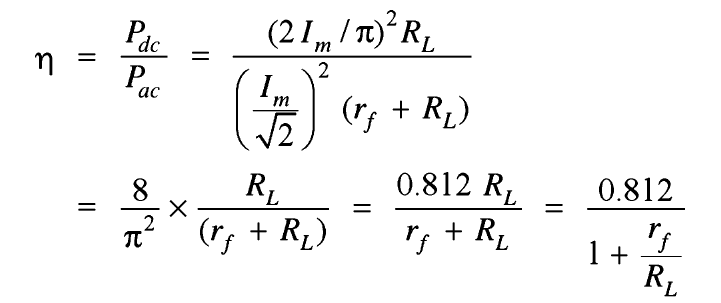 η = P_dc / P_ac = (2 I_m / π)² R_L / ((I_m / √2)² (r_f + R_L))
= 8 / π² × R_L / (r_f + R_L) = 0.812 R_L / (r_f + R_L) = 0.812 / (1 + r_f / R_L)